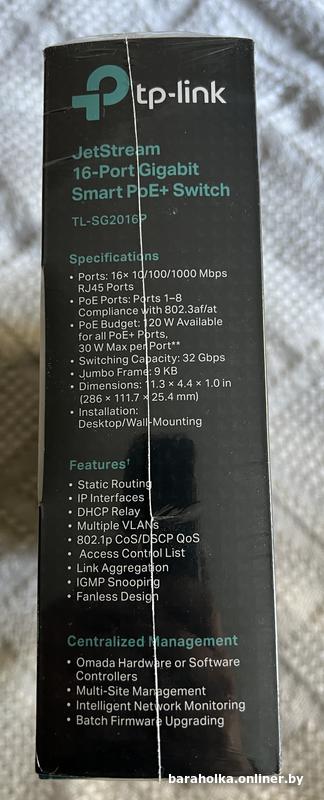 tp-link
JetStream
16-Port Gigabit
Smart PoE+ Switch
TL-SG2016P
Specifications
• Ports: 16× 10/100/1000 Mbps
RJ45 Ports
• PoE Ports: Ports 1–8
Compliance with 802.3af/at
• PoE Budget: 120 W Available
for all PoE+ Ports,
30 W Max per Port**
• Switching Capacity: 32 Gbps
• Jumbo Frame: 9 KB
• Dimensions: 11.3 × 4.4 × 1.0 in
(286 × 111.7 × 25.4 mm)
• Installation:
Desktop/Wall-Mounting
Features†
• Static Routing
• IP Interfaces
• DHCP Relay
• Multiple VLANs
• 802.1p CoS/DSCP QoS
• Access Control List
• Link Aggregation
• IGMP Snooping
• Fanless Design
Centralized Management
• Omada Hardware or Software
Controllers
• Multi-Site Management
• Intelligent Network Monitoring
• Batch Firmware Upgrading
baraholka.onliner.by